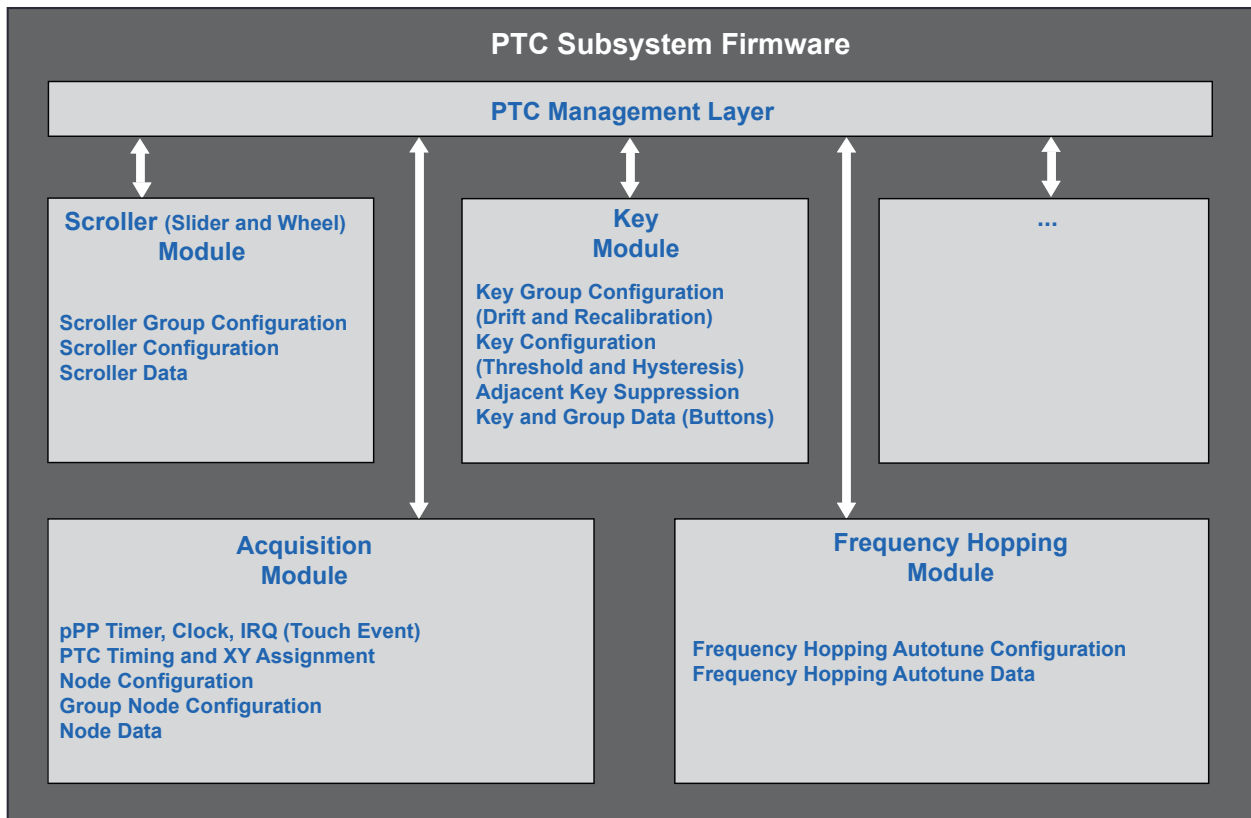 PTC Subsystem Firmware
PTC Management Layer
Scroller (Slider and Wheel)
Module
Scroller Group Configuration
Scroller Configuration
Scroller Data
Key
Module
Key Group Configuration
(Drift and Recalibration)
Key Configuration
(Threshold and Hysteresis)
Adjacent Key Suppression
Key and Group Data (Buttons)
...
Acquisition
Module
pPP Timer, Clock, IRQ (Touch Event)
PTC Timing and XY Assignment
Node Configuration
Group Node Configuration
Node Data
Frequency Hopping
Module
Frequency Hopping Autotune Configuration
Frequency Hopping Autotune Data